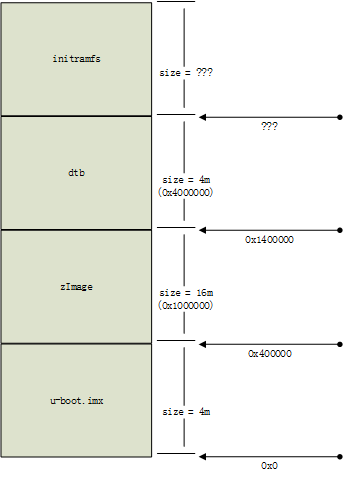 initramfs
size = ???
???
dtb
size = 4m
(0x4000000)
0x1400000
zImage
size = 16m
(0x1000000)
0x400000
u-boot.imx
size = 4m
0x0